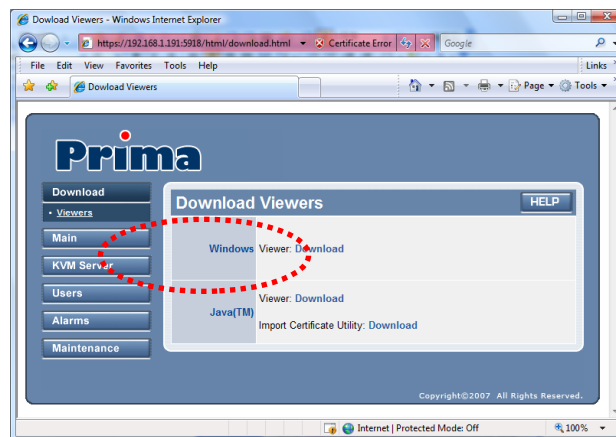 Dowload Viewers - Windows Internet Explorer
https://192.168.1.191:5918/html/download.html Certificate Error Google
File Edit View Favorites Tools Help Links
Dowload Viewers Page Tools
Prima
Download
Viewers
Main
KVM Server
Users
Alarms
Maintenance
Download Viewers HELP
Windows Viewer: Download
Java(TM) Viewer: Download
Import Certificate Utility: Download
Copyright©2007 All Rights Reserved.
Internet | Protected Mode: Off 100%